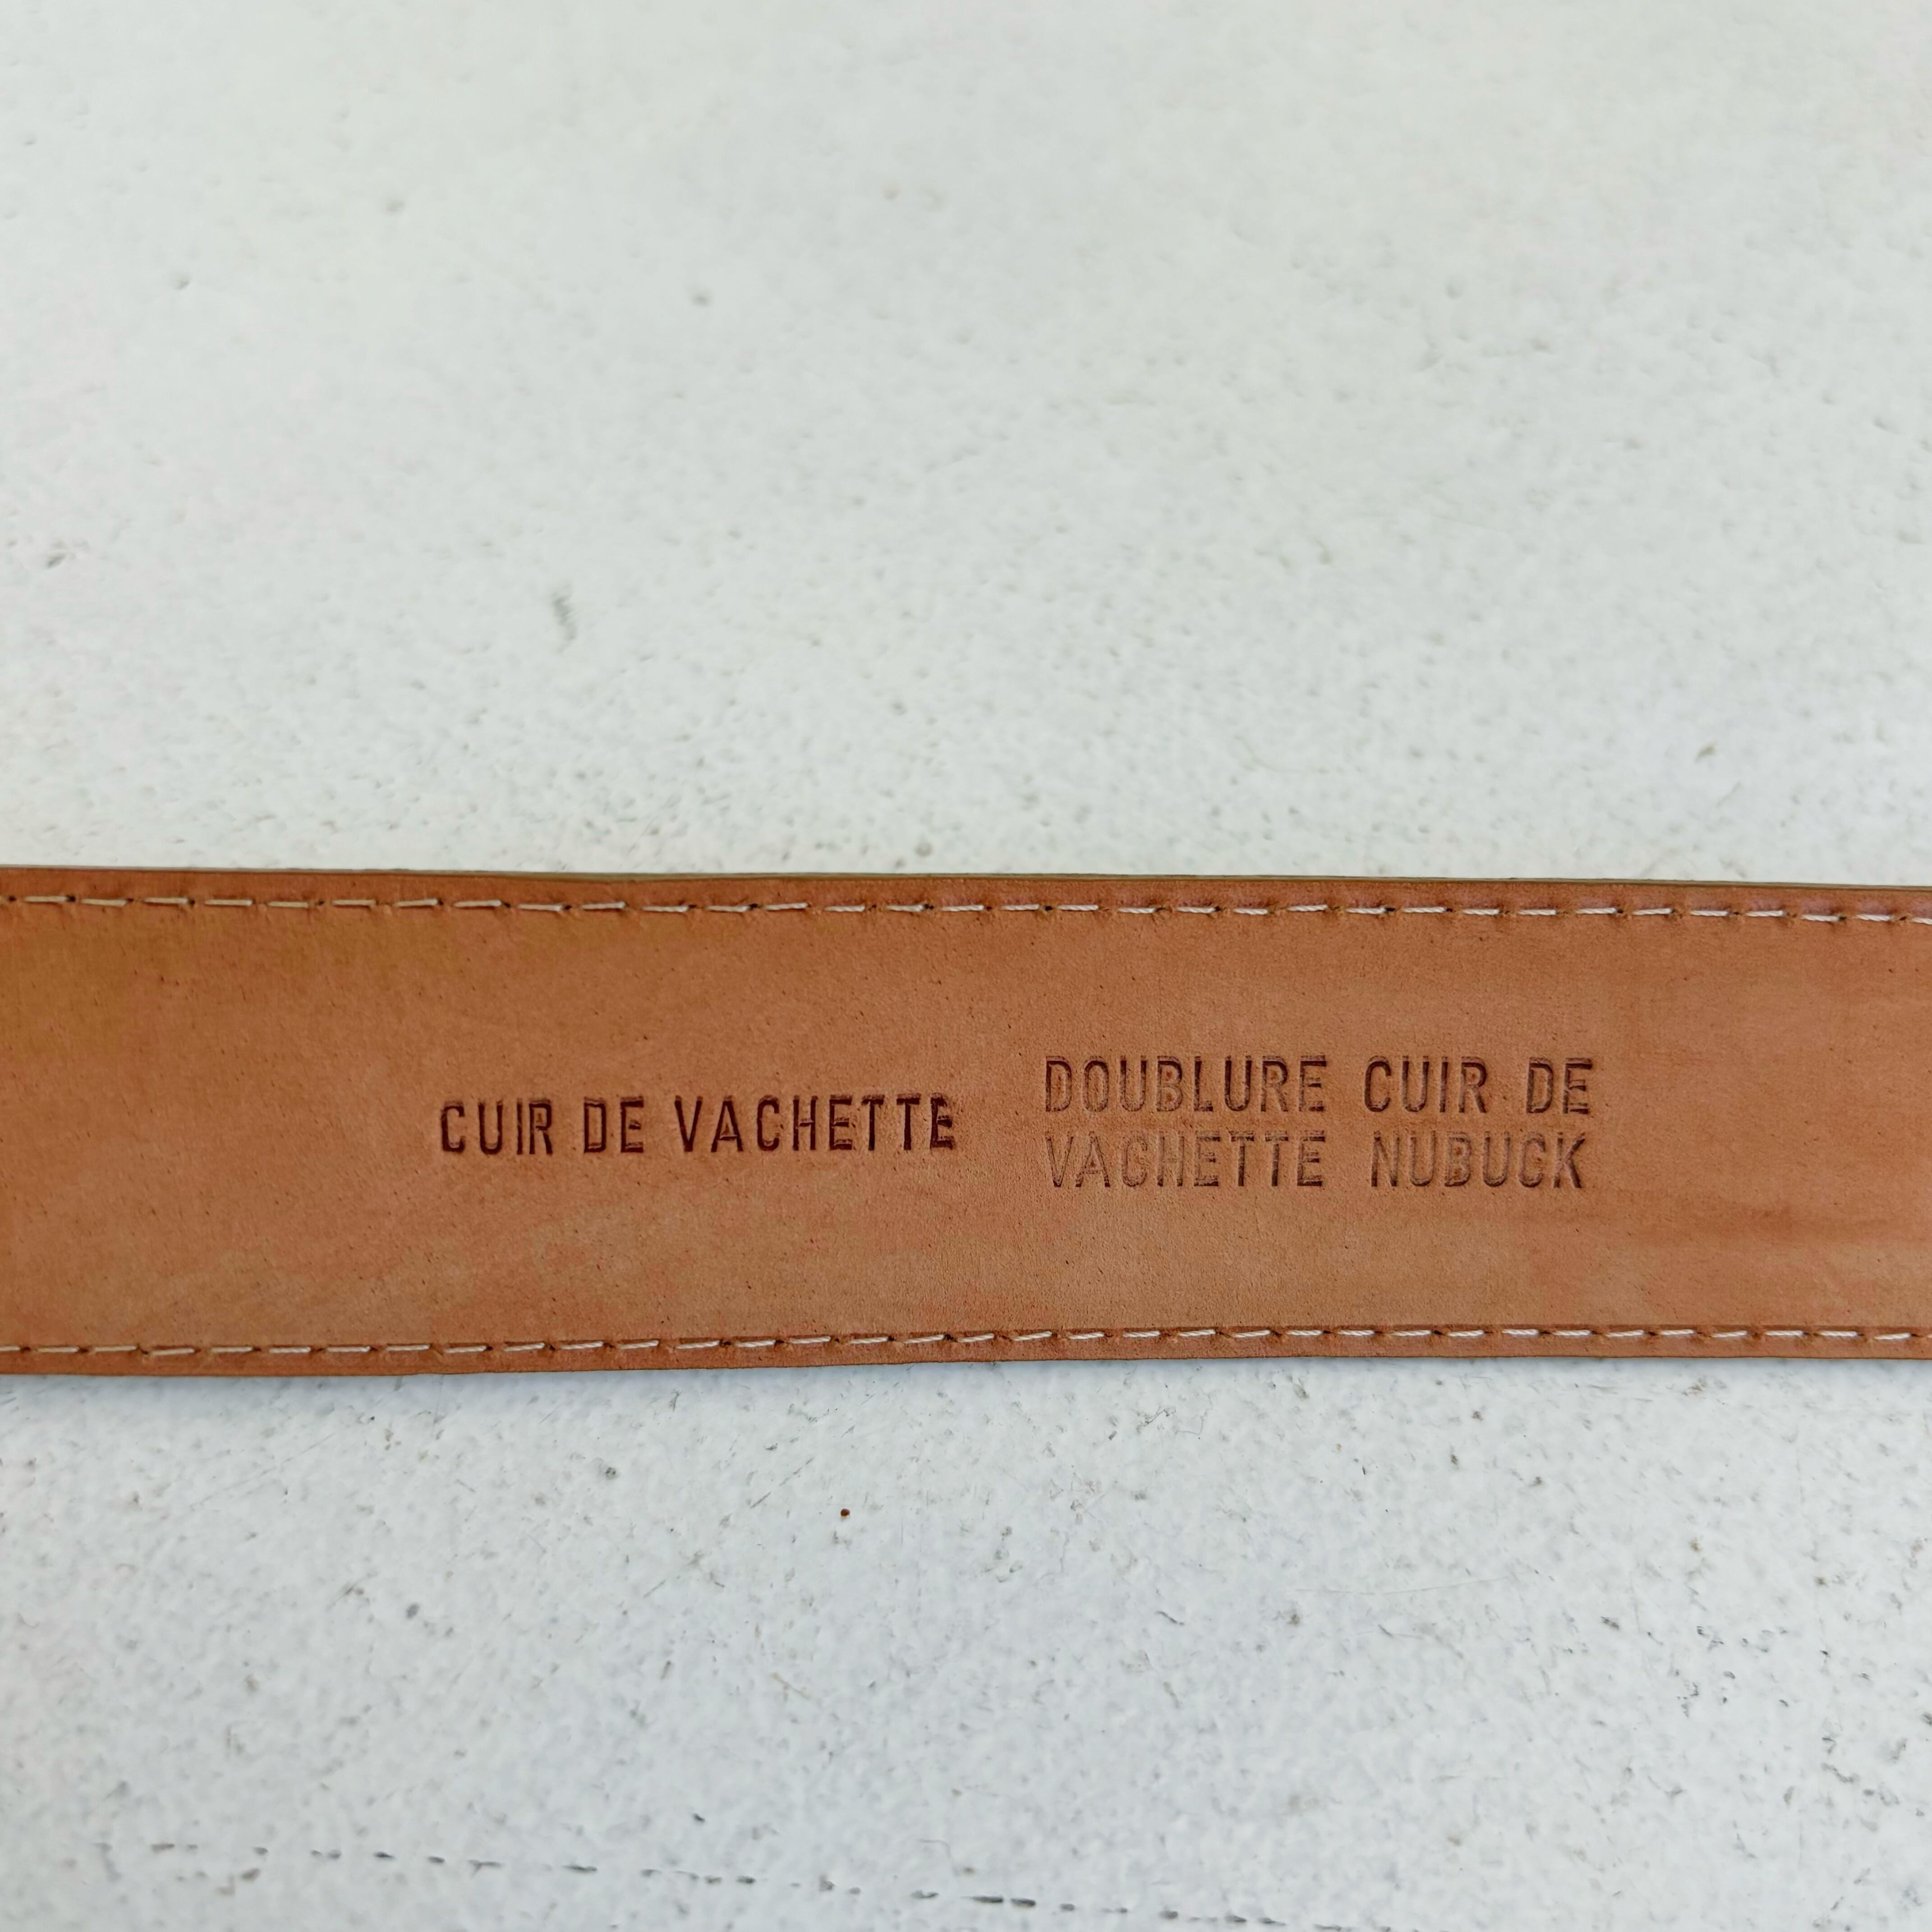 CUIR DE VACHETTE
DOUBLURE CUIR DE
VACHETTE NUBUCK